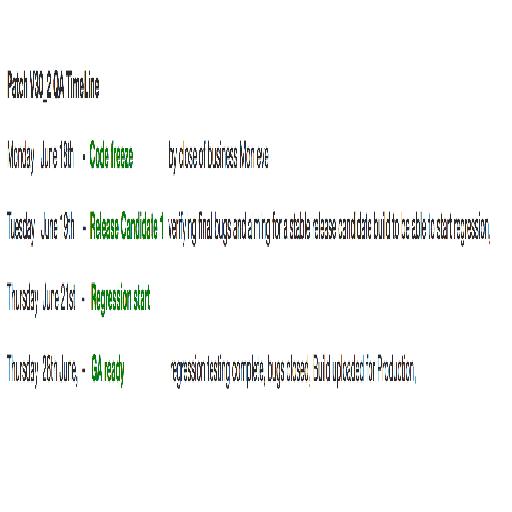 Patch V30_2 QA TimeLine
Monday June 18th - Code freeze by close of business Mon eve
Tuesday June 19th - Release Candidate 1 verifying final bugs and aiming for a stable release candidate build to be able to start regression,
Thursday June 21st - Regression start
Thursday 28th June, - GA ready regression testing complete, bugs closed, Build uploaded for Production,